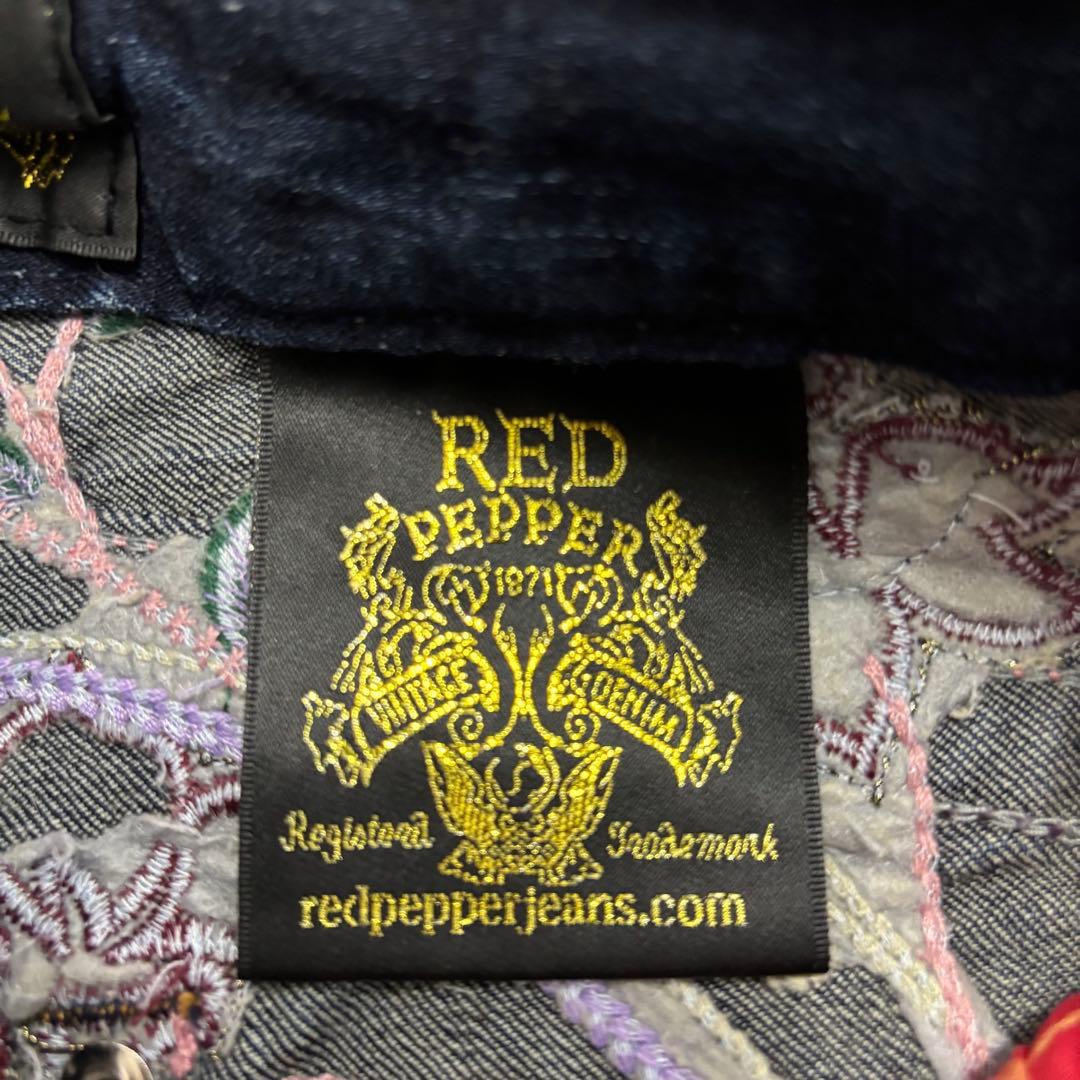 RED
PEPPER
1871
VINTAGE DENIM
Registered Trademark
redpepperjeans.com